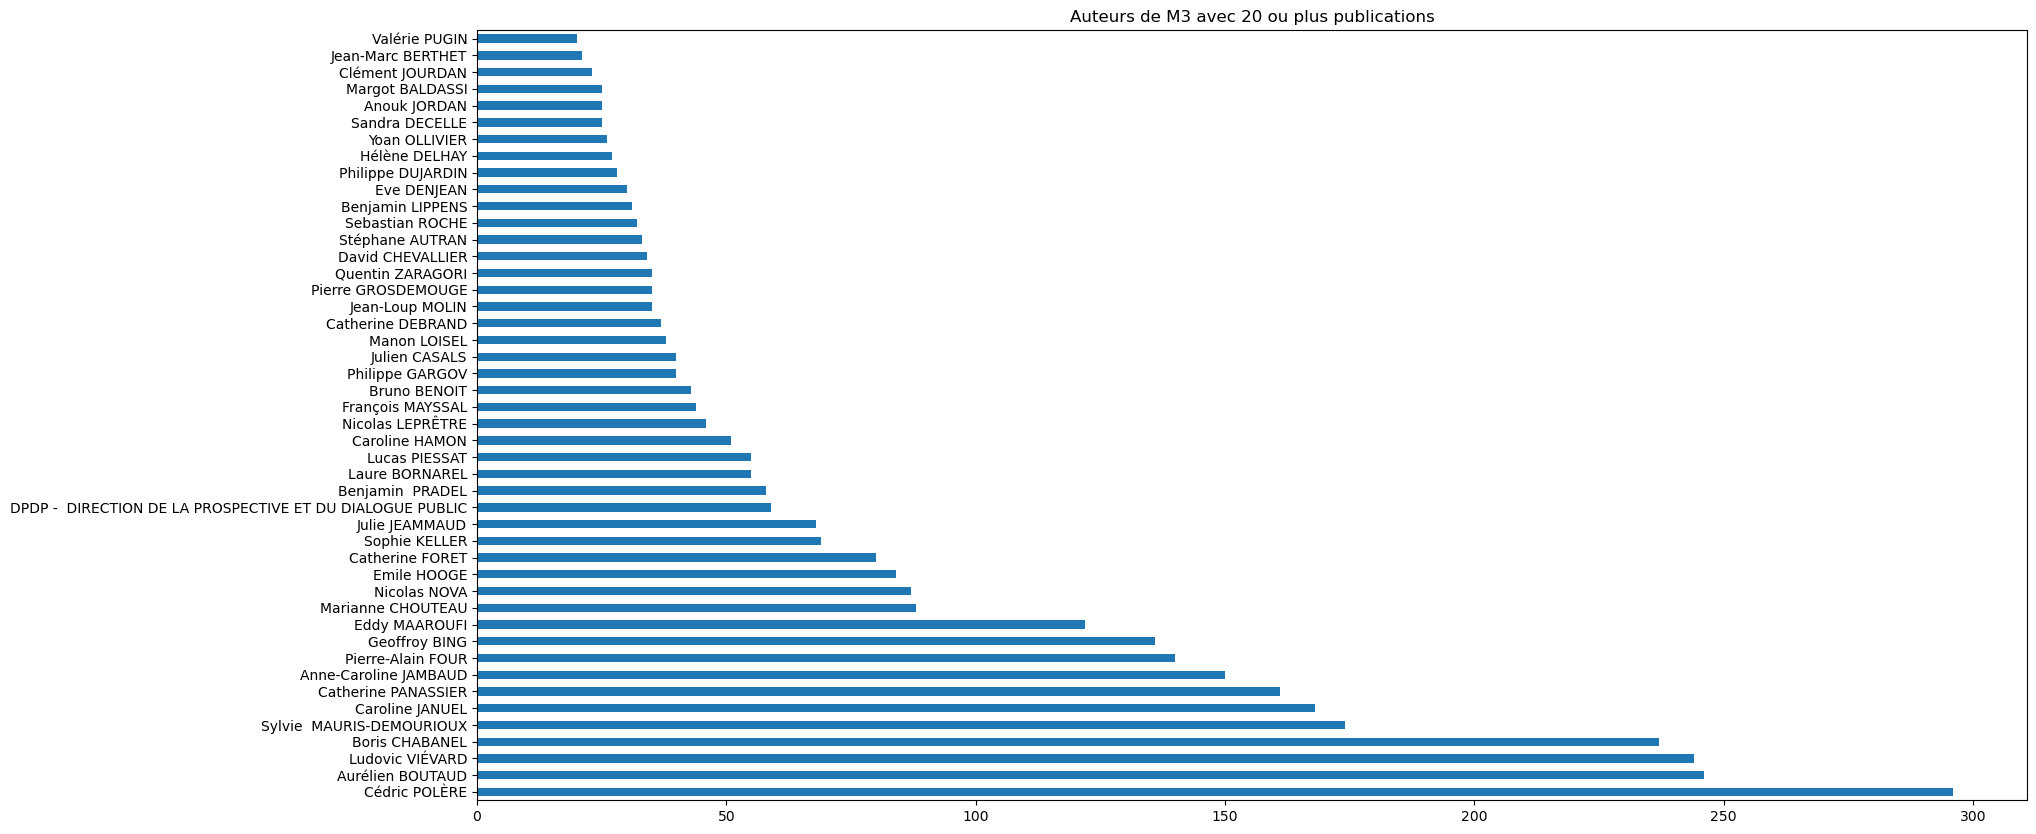 Auteurs de M3 avec 20 ou plus publications
Valérie PUGIN
Jean-Marc BERTHET
Clément JOURDAN
Margot BALDASSI
Anouk JORDAN
Sandra DECELLE
Yoan OLLIVIER
Hélène DELHAY
Philippe DUJARDIN
Eve DENJEAN
Benjamin LIPPENS
Sebastian ROCHE
Stéphane AUTRAN
David CHEVALLIER
Quentin ZARAGORI
Pierre GROSDEMOUGE
Jean-Loup MOLIN
Catherine DEBRAND
Manon LOISEL
Julien CASALS
Philippe GARGOV
Bruno BENOIT
François MAYSSAL
Nicolas LEPRÊTRE
Caroline HAMON
Lucas PIESSAT
Laure BORNAREL
Benjamin  PRADEL
DPDP -  DIRECTION DE LA PROSPECTIVE ET DU DIALOGUE PUBLIC
Julie JEAMMAUD
Sophie KELLER
Catherine FORET
Emile HOOGE
Nicolas NOVA
Marianne CHOUTEAU
Eddy MAAROUFI
Geoffroy BING
Pierre-Alain FOUR
Anne-Caroline JAMBAUD
Catherine PANASSIER
Caroline JANUEL
Sylvie  MAURIS-DEMOURIOUX
Boris CHABANEL
Ludovic VIÉVARD
Aurélien BOUTAUD
Cédric POLÈRE
0 50 100 150 200 250 300